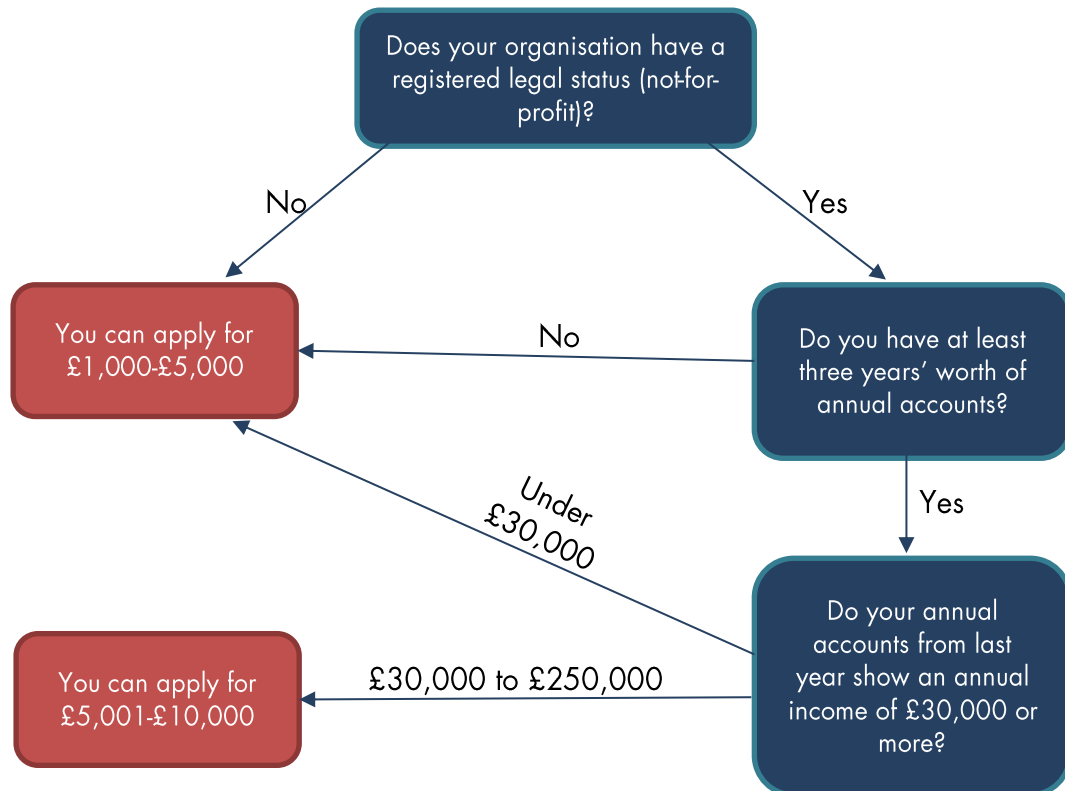 Does your organisation have a
registered legal status (not-for-
profit)?
No
Yes
You can apply for
£1,000-£5,000
No
Do you have at least
three years’ worth of
annual accounts?
Yes
Under
£30,000
Do your annual
accounts from last
year show an annual
income of £30,000 or
more?
£30,000 to £250,000
You can apply for
£5,001-£10,000